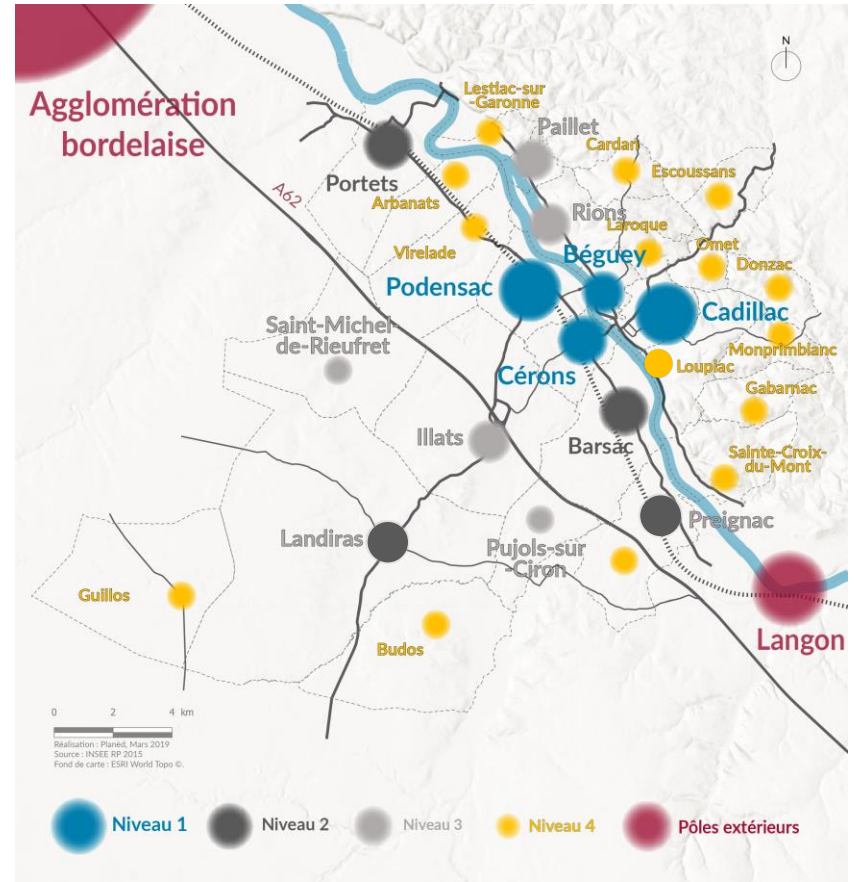 N
Agglomération
bordelaise
A62
Lestiac-sur
-Garonne
Paillet
Cardan
Escoussans
Portets
Arbanats
Rions
Laroque
Virelade
Béguey
Omet
Donzac
Podensac
Cadillac
Saint-Michel-
de-Rieufret
Monprimblanc
Cérons
Loupiac
Gabarnac
Illats
Barsac
Sainte-Croix-
du-Mont
Preignac
Landiras
Pujols-sur
-Ciron
Guillos
Budos
Langon
0 2 4 km
Réalisation : Planèd, Mars 2019
Source : INSEE RP 2015
Fond de carte : ESRI World Topo ©.
Niveau 1
Niveau 2
Niveau 3
Niveau 4
Pôles extérieurs